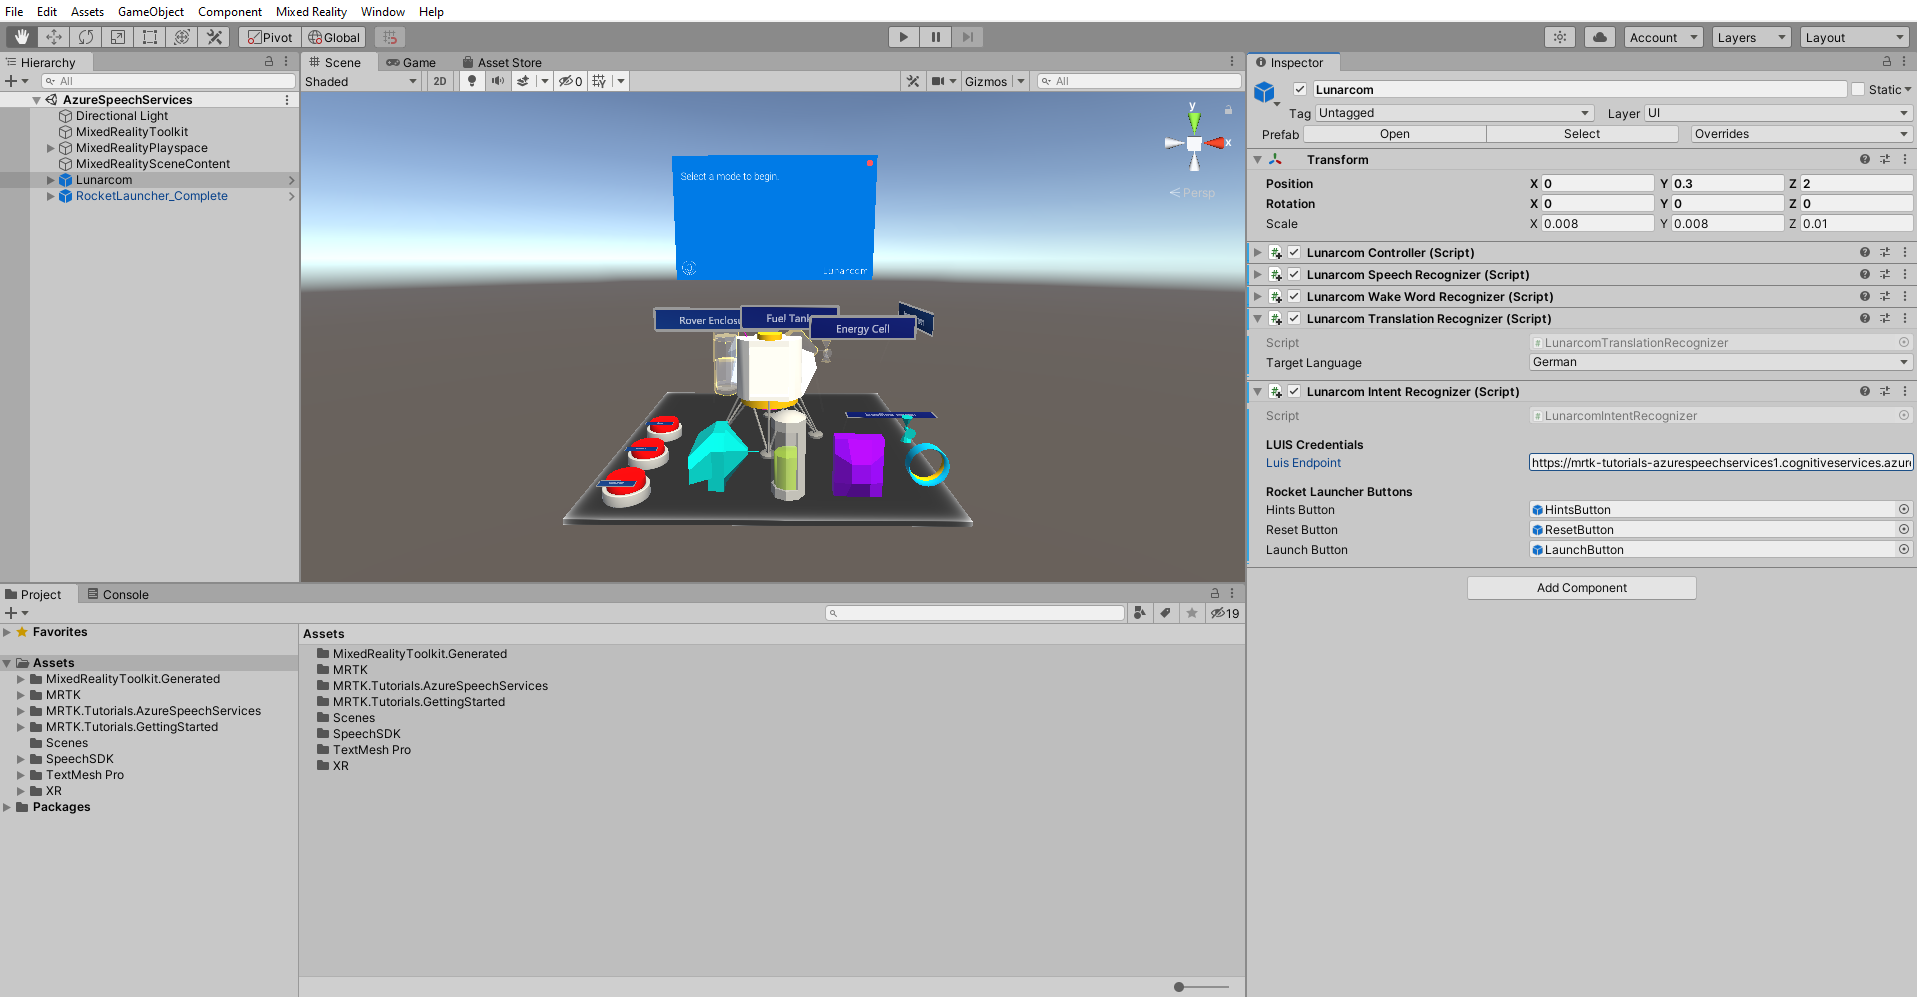 File Edit Assets GameObject Component Mixed Reality Window Help
Pivot Global Account Layers Layout
Hierarchy
All
AzureSpeechServices
Directional Light
MixedRealityToolkit
MixedRealityPlayspace
MixedRealitySceneContent
Lunarcom
RocketLauncher_Complete
Scene Game Asset Store
Shaded 2D 0 Gizmos All
y
x
Persp
Select a mode to begin.
Lunarcom
Rover Enclosu
Fuel Tank
Energy Cell
Inspector
Lunarcom Static
Tag Untagged Layer UI
Prefab Open Select Overrides
Transform
Position X 0 Y 0.3 Z 2
Rotation X 0 Y 0 Z 0
Scale X 0.008 Y 0.008 Z 0.01
Lunarcom Controller (Script)
Lunarcom Speech Recognizer (Script)
Lunarcom Wake Word Recognizer (Script)
Lunarcom Translation Recognizer (Script)
Script LunarcomTranslationRecognizer
Target Language German
Lunarcom Intent Recognizer (Script)
Script LunarcomIntentRecognizer
LUIS Credentials
Luis Endpoint https://mrtk-tutorials-azurespeechservices1.cognitiveservices.azure
Rocket Launcher Buttons
Hints Button HintsButton
Reset Button ResetButton
Launch Button LaunchButton
Add Component
Project Console
19
Favorites
Assets
MixedRealityToolkit.Generated
MRTK
MRTK.Tutorials.AzureSpeechServices
MRTK.Tutorials.GettingStarted
Scenes
SpeechSDK
TextMesh Pro
XR
Packages
Assets
MixedRealityToolkit.Generated
MRTK
MRTK.Tutorials.AzureSpeechServices
MRTK.Tutorials.GettingStarted
Scenes
SpeechSDK
TextMesh Pro
XR